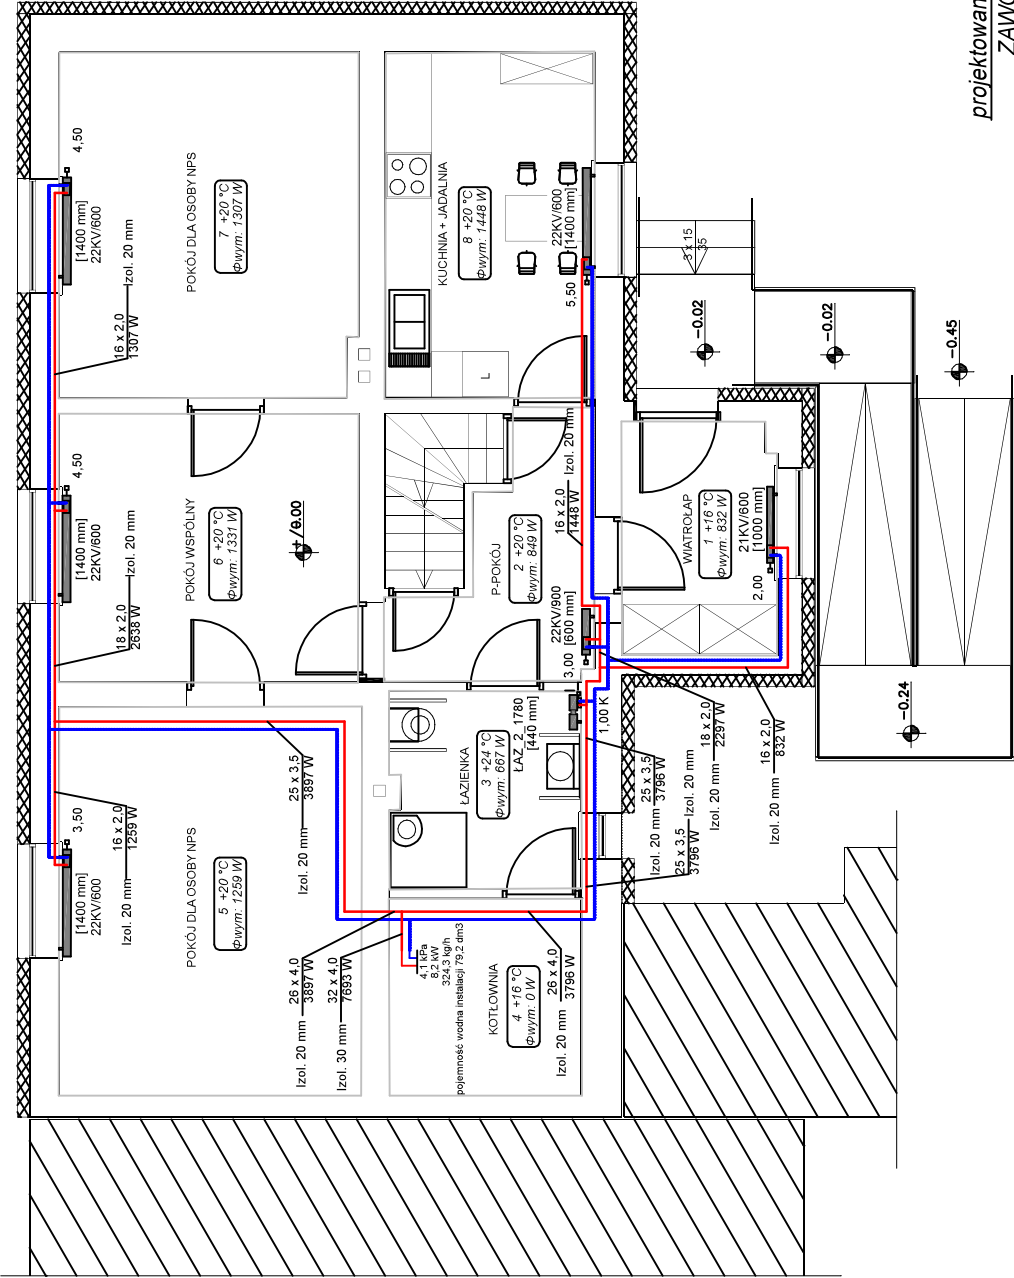 projektowan
ZAWO
4,50
[1400 mm]
22KV/600
Izol. 20 mm
16 x 2,0
1307 W
POKÓJ DLA OSOBY NPS
7 +20 °C
Φwym: 1307 W
KUCHNIA + JADALNIA
8 +20 °C
Φwym: 1448 W
22KV/600
[1400 mm]
5,50
L
3 x 15
35
-0.02
-0.02
-0.45
4,50
[1400 mm]
22KV/600
Izol. 20 mm
18 x 2,0
2638 W
POKÓJ WSPÓLNY
6 +20 °C
Φwym: 1331 W
+/0.00
P-POKÓJ
2 +20 °C
Φwym: 849 W
Izol. 20 mm
16 x 2,0
1448 W
22KV/900
[600 mm]
3,00
WIATROŁAP
1 +16 °C
Φwym: 832 W
21KV/600
[1000 mm]
2,00
-0.24
3,50
[1400 mm]
22KV/600
16 x 2,0
1259 W
Izol. 20 mm
POKÓJ DLA OSOBY NPS
5 +20 °C
Φwym: 1259 W
25 x 3,5
3897 W
Izol. 20 mm
ŁAZIENKA
3 +24 °C
Φwym: 667 W
ŁAZ_2_1780
[440 mm]
1,00 K
25 x 3,5
3796 W
Izol. 20 mm
25 x 3,5
3796 W
Izol. 20 mm
18 x 2,0
2297 W
Izol. 20 mm
16 x 2,0
832 W
Izol. 20 mm
26 x 4,0
3897 W
Izol. 20 mm
32 x 4,0
7693 W
Izol. 30 mm
4,1 kPa
8,2 kW
324,3 kg/h
pojemność wodna instalacji 79,2 dm3
KOTŁOWNIA
4 +16 °C
Φwym: 0 W
26 x 4,0
3796 W
Izol. 20 mm